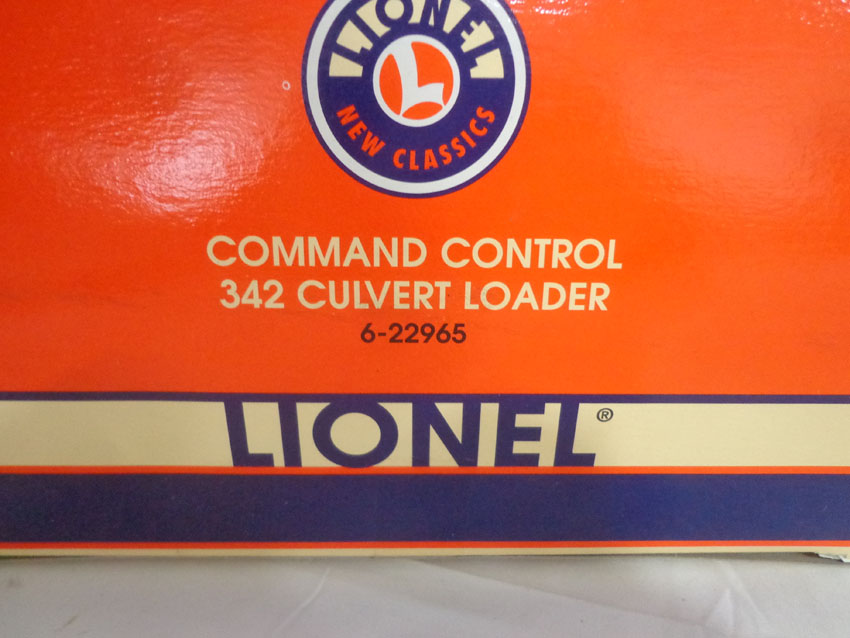 LIONEL
L
NEW CLASSICS
COMMAND CONTROL
342 CULVERT LOADER
6-22965
LIONEL®